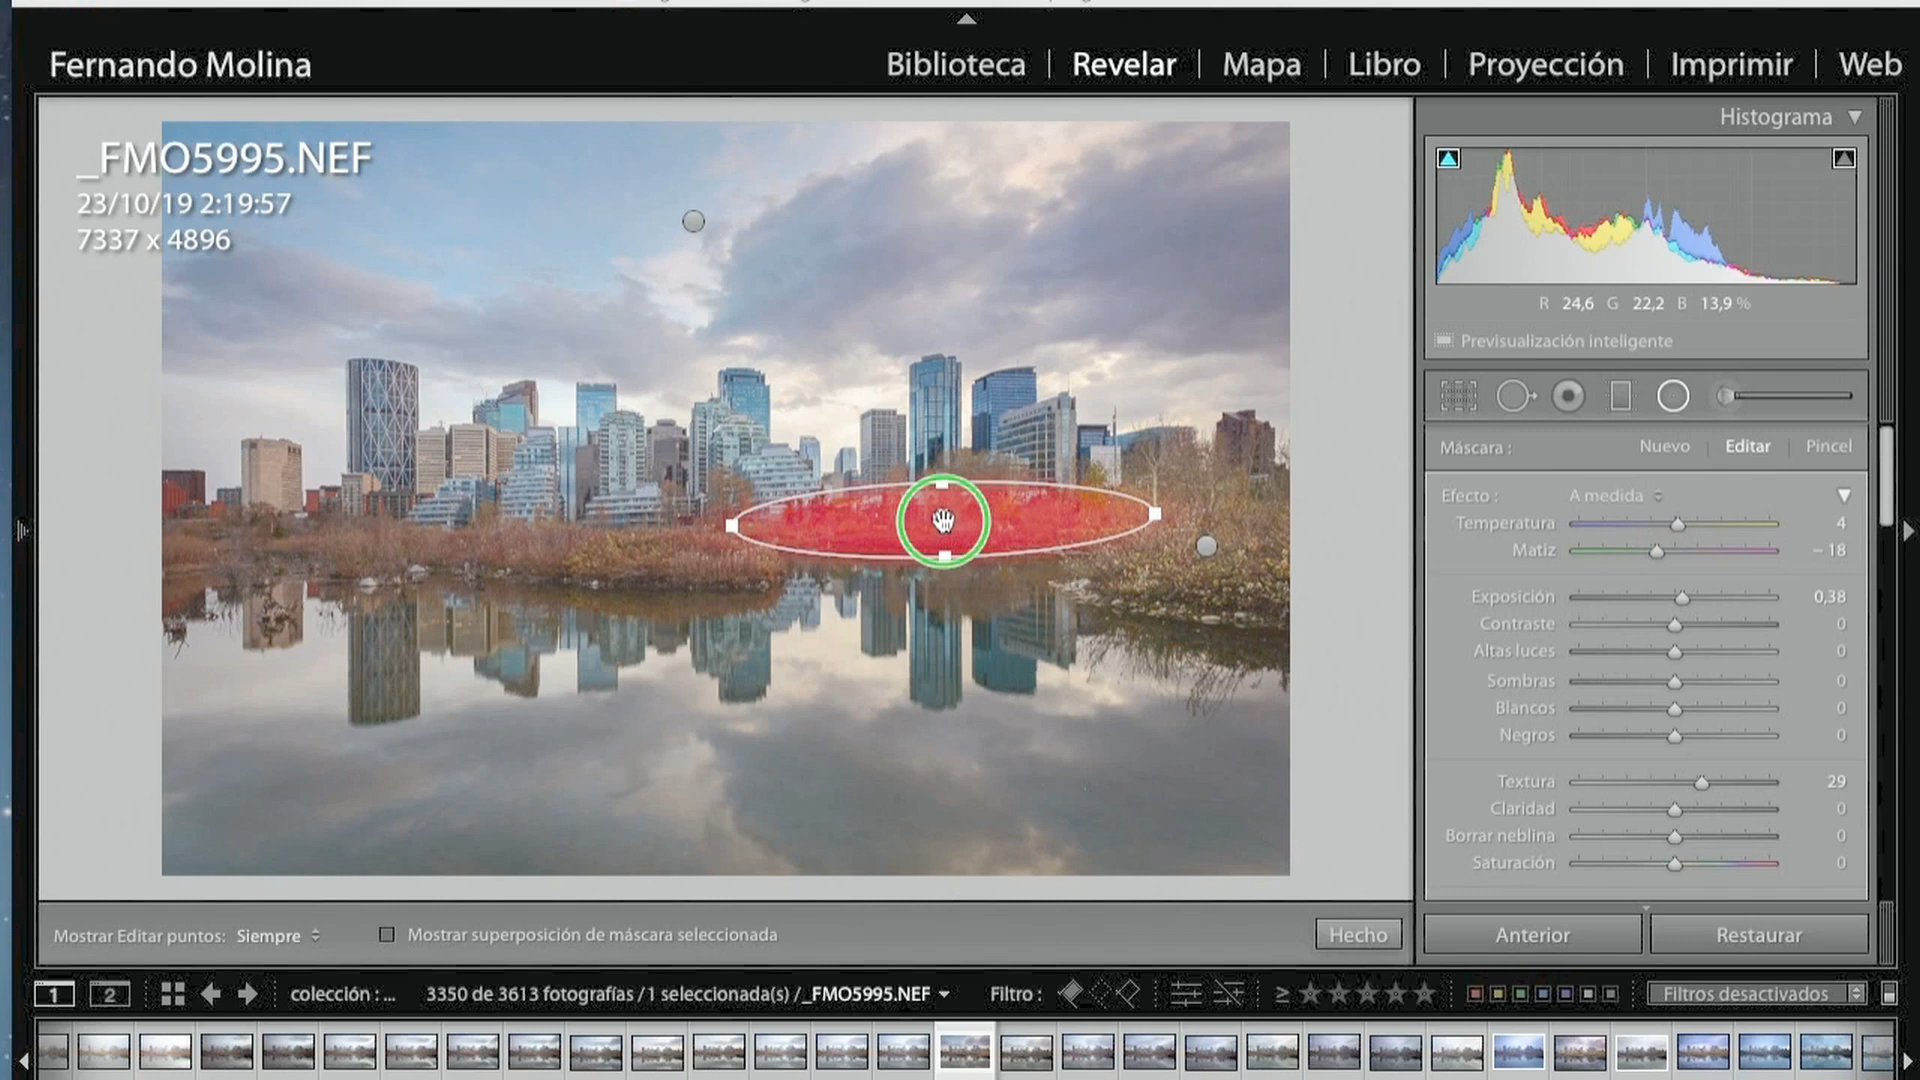 Fernando Molina
Biblioteca | Revelar | Mapa | Libro | Proyección | Imprimir | Web
_FMO5995.NEF
23/10/19 2:19:57
7337 x 4896
Histograma
R 24,6 G 22,2 B 13,9 %
Previsualización inteligente
Máscara : Nuevo | Editar | Pincel
Efecto : A medida
Temperatura 4
Matiz – 18
Exposición 0,38
Contraste 0
Altas luces 0
Sombras 0
Blancos 0
Negros 0
Textura 29
Claridad 0
Borrar neblina 0
Saturación 0
Mostrar Editar puntos: Siempre
Mostrar superposición de máscara seleccionada
Hecho
Anterior
Restaurar
1 2 colección : ... 3350 de 3613 fotografías / 1 seleccionada(s) / _FMO5995.NEF Filtro : ≥ Filtros desactivados